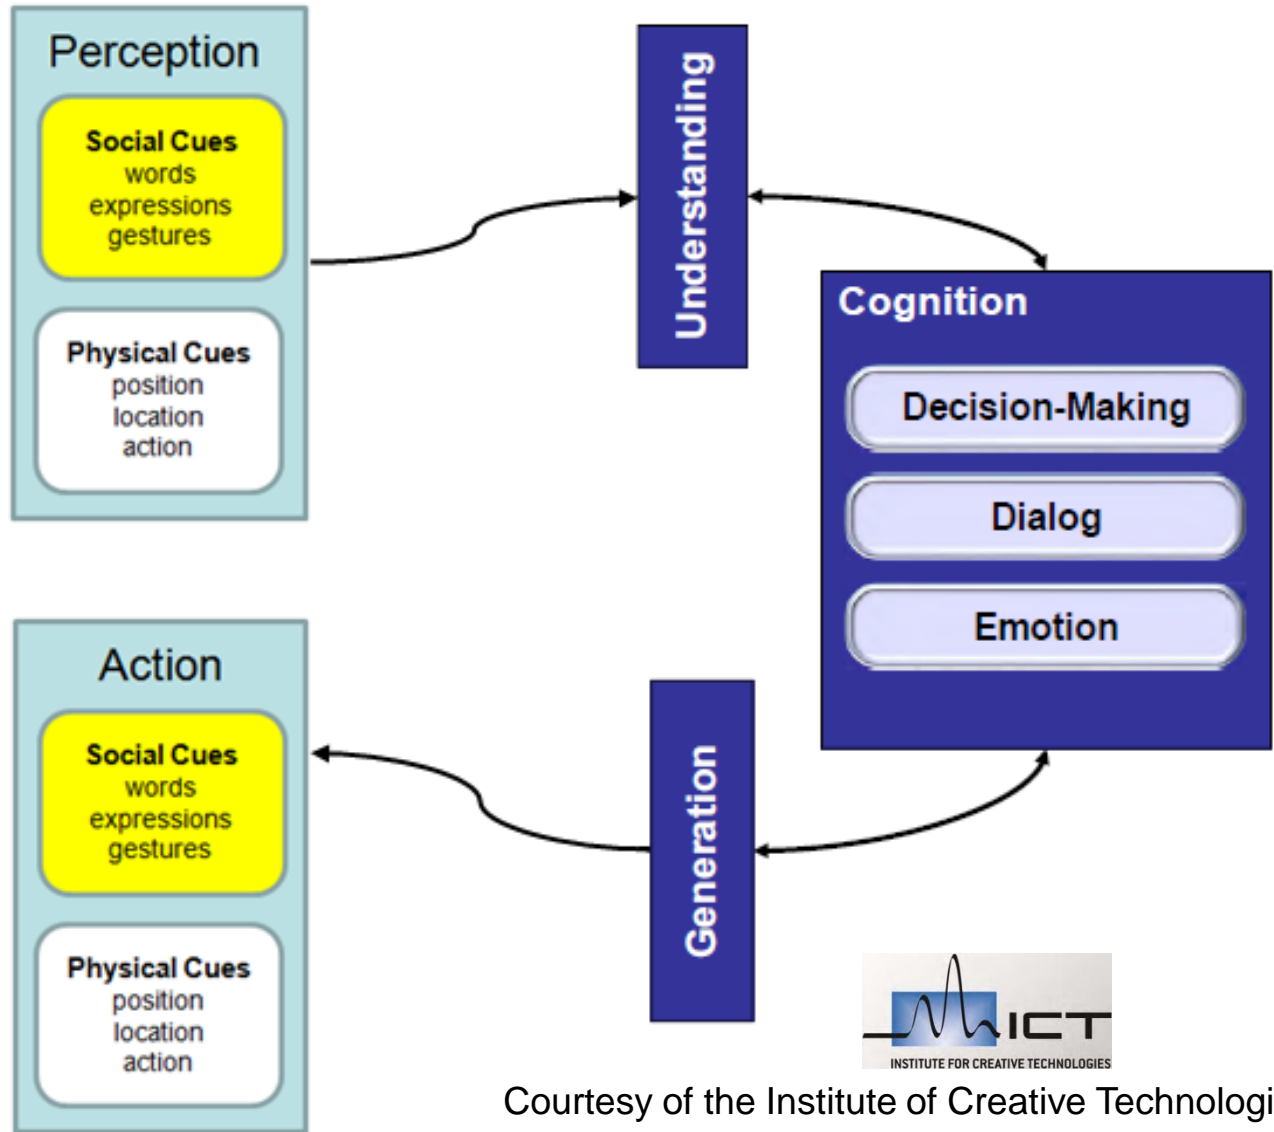 Perception
Social Cues
words
expressions
gestures
Physical Cues
position
location
action
Understanding
Cognition
Decision-Making
Dialog
Emotion
Action
Social Cues
words
expressions
gestures
Physical Cues
position
location
action
Generation
ICT
INSTITUTE FOR CREATIVE TECHNOLOGIES
Courtesy of the Institute of Creative Technologi